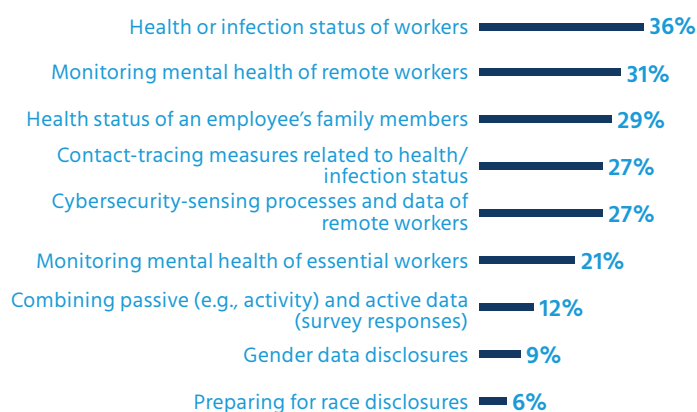 Health or infection status of workers 36%
Monitoring mental health of remote workers 31%
Health status of an employee's family members 29%
Contact-tracing measures related to health/
infection status 27%
Cybersecurity-sensing processes and data of
remote workers 27%
Monitoring mental health of essential workers 21%
Combining passive (e.g., activity) and active data
(survey responses) 12%
Gender data disclosures 9%
Preparing for race disclosures 6%